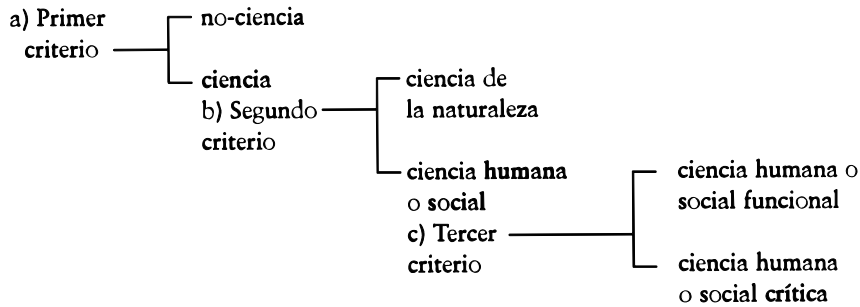 a) Primer
criterio
no-ciencia
ciencia
b) Segundo
criterio
ciencia de
la naturaleza
ciencia humana
o social
c) Tercer
criterio
ciencia humana o
social funcional
ciencia humana
o social crítica